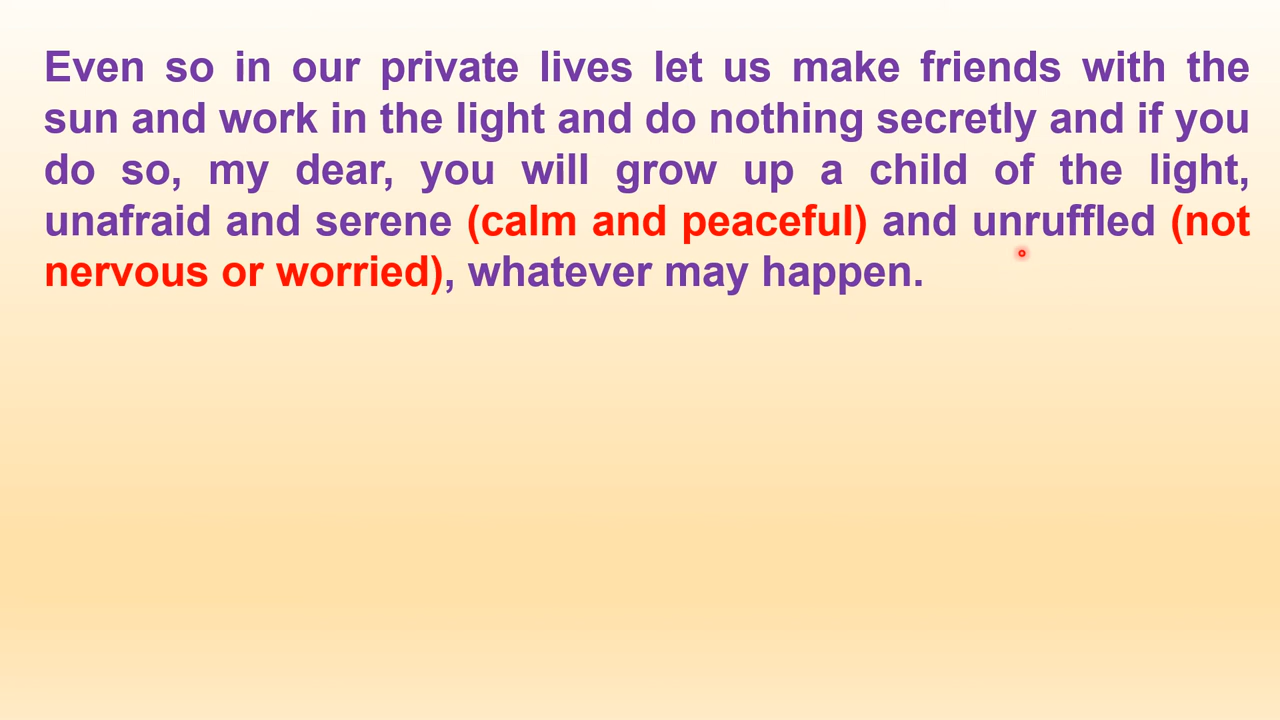 Even so in our private lives let us make friends with the
sun and work in the light and do nothing secretly and if you
do so, my dear, you will grow up a child of the light,
unafraid and serene (calm and peaceful) and unruffled (not
nervous or worried), whatever may happen.